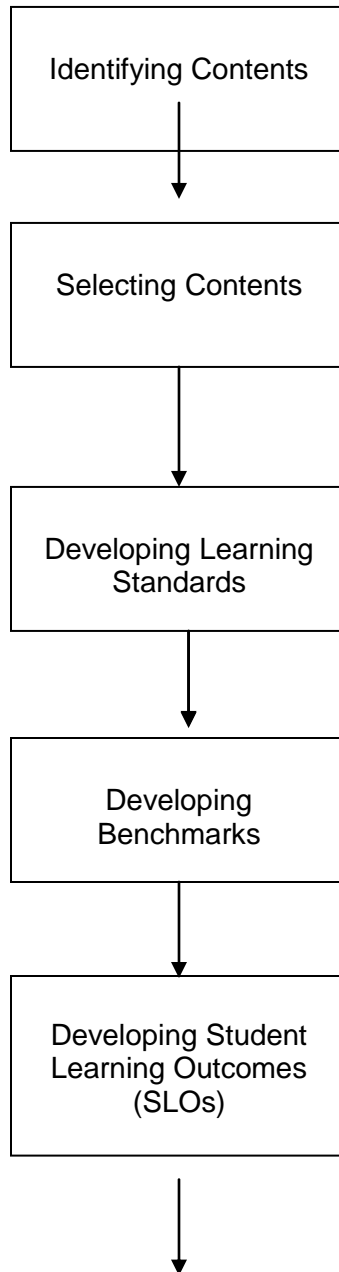 Identifying Contents
Selecting Contents
Developing Learning
Standards
Developing
Benchmarks
Developing Student
Learning Outcomes
(SLOs)